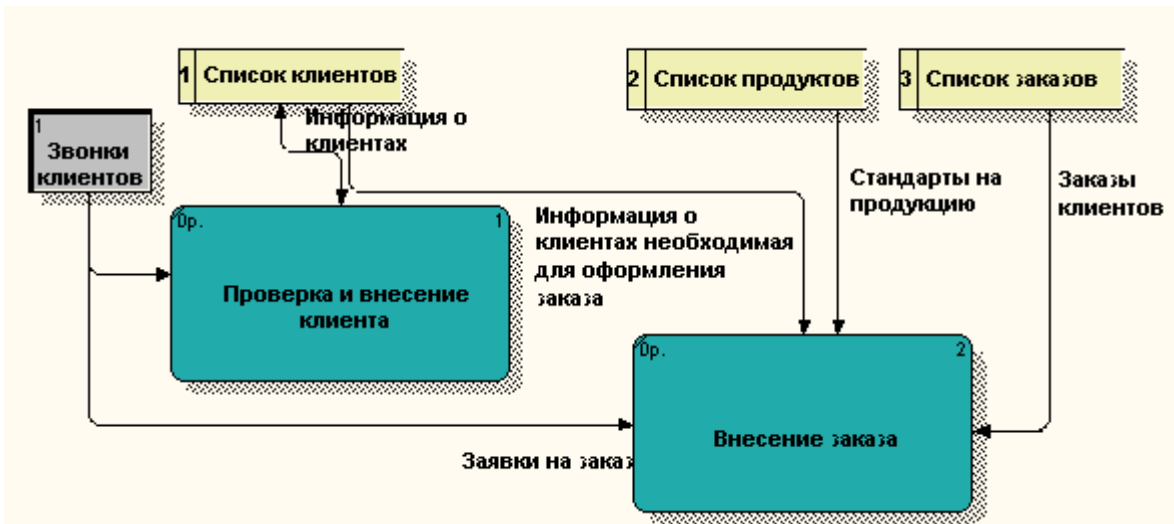 1 Список клиентов
2 Список продуктов
3 Список заказов
1
Звонки
клиентов
Информация о
клиентах
Стандарты на
продукцию
Заказы
клиентов
0р. 1
Проверка и внесение
клиента
Информация о
клиентах необходимая
для оформления
заказа
0р. 2
Внесение заказа
Заявки на заказ